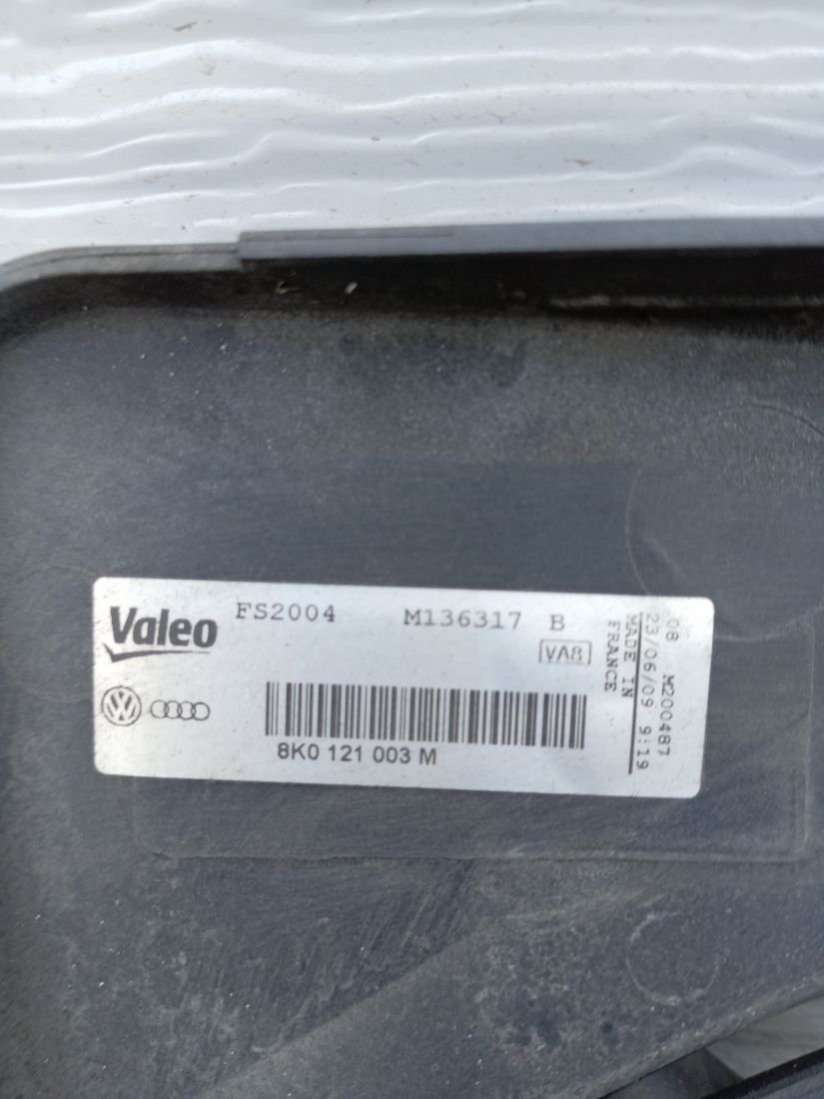 Valeo
FS2004 M136317 B
VA8
8K0 121 003 M
08 M200487
23/06/09 9:19
MADE IN
FRANCE